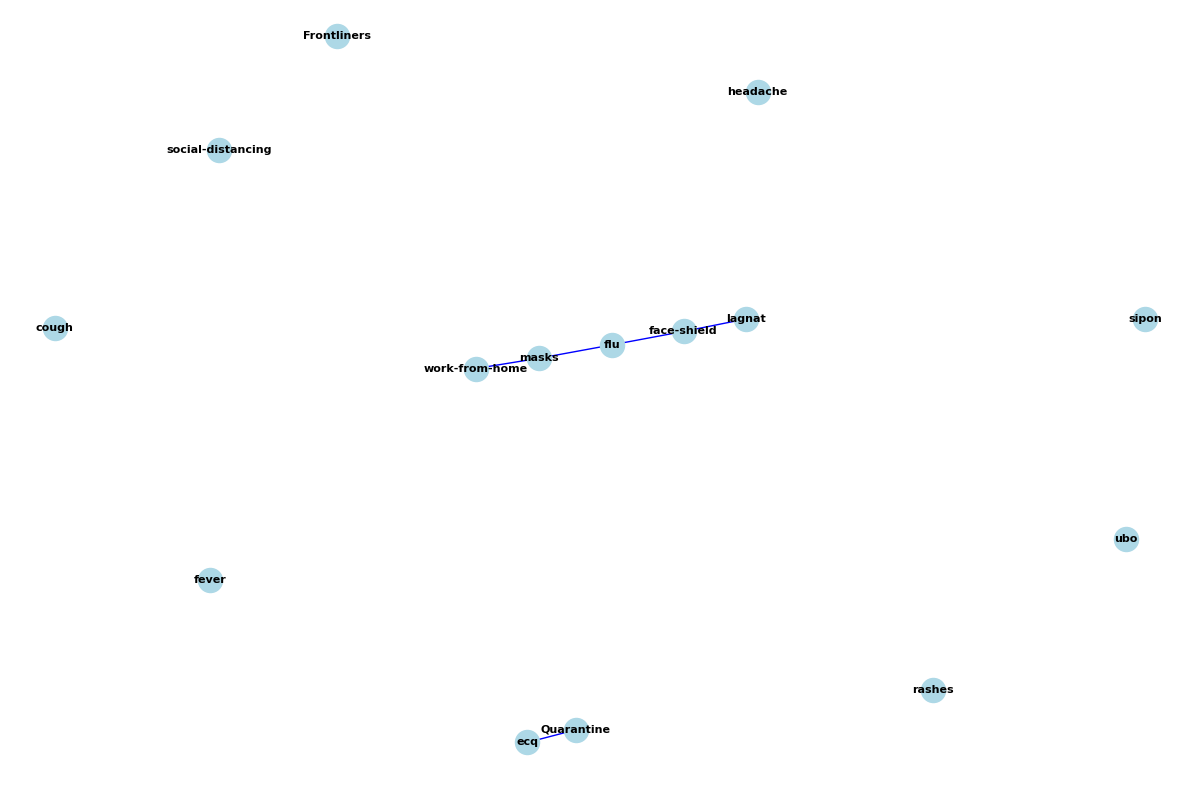 Frontliners
headache
social-distancing
cough
sipon
lagnat
face-shield
flu
masks
work-from-home
ubo
fever
rashes
Quarantine
ecq